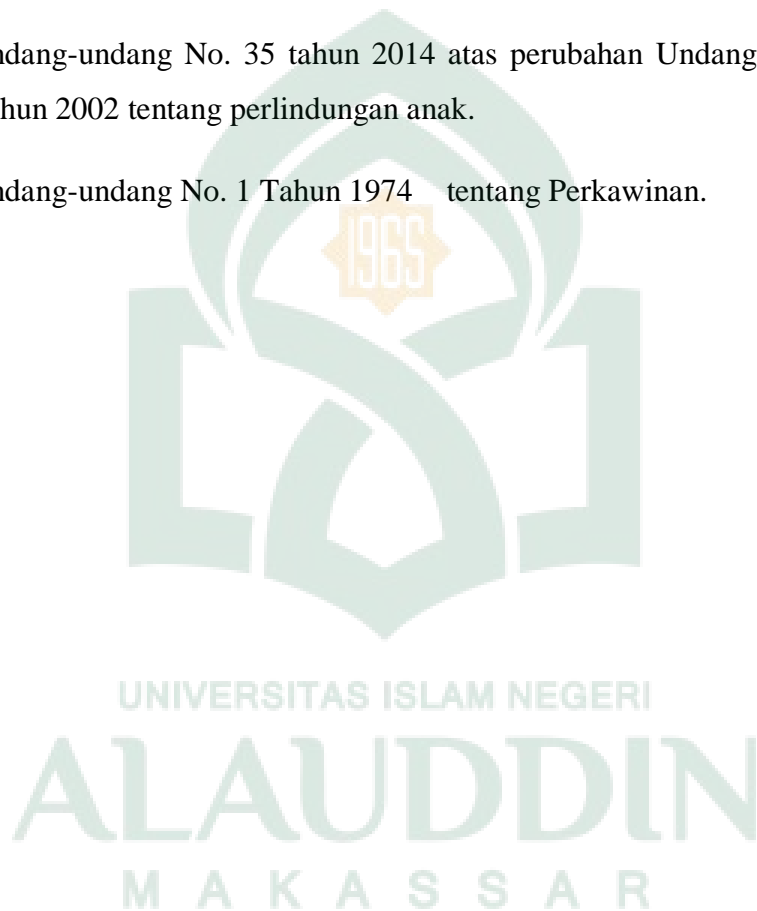 ndang-undang No. 35 tahun 2014 atas perubahan Undang
hun 2002 tentang perlindungan anak.
ndang-undang No. 1 Tahun 1974 tentang Perkawinan.
1965
UNIVERSITAS ISLAM NEGERI
ALAUDDIN
MAKASSAR